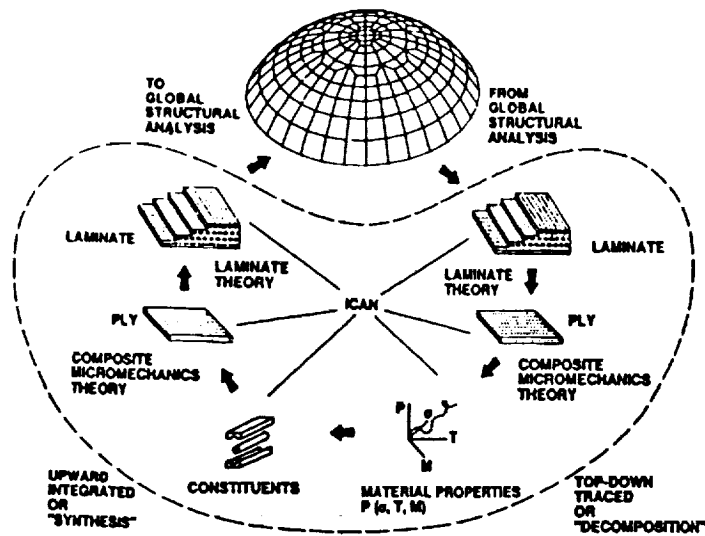 TO
GLOBAL
STRUCTURAL
ANALYSIS
FROM
GLOBAL
STRUCTURAL
ANALYSIS
LAMINATE
LAMINATE
THEORY
PLY
COMPOSITE
MICROMECHANICS
THEORY
ICAN
LAMINATE
LAMINATE
THEORY
PLY
COMPOSITE
MICROMECHANICS
THEORY
P
σ
T
M
CONSTITUENTS
MATERIAL PROPERTIES
P (σ, T, M)
UPWARD
INTEGRATED
OR
"SYNTHESIS"
TOP-DOWN
TRACED
OR
"DECOMPOSITION"